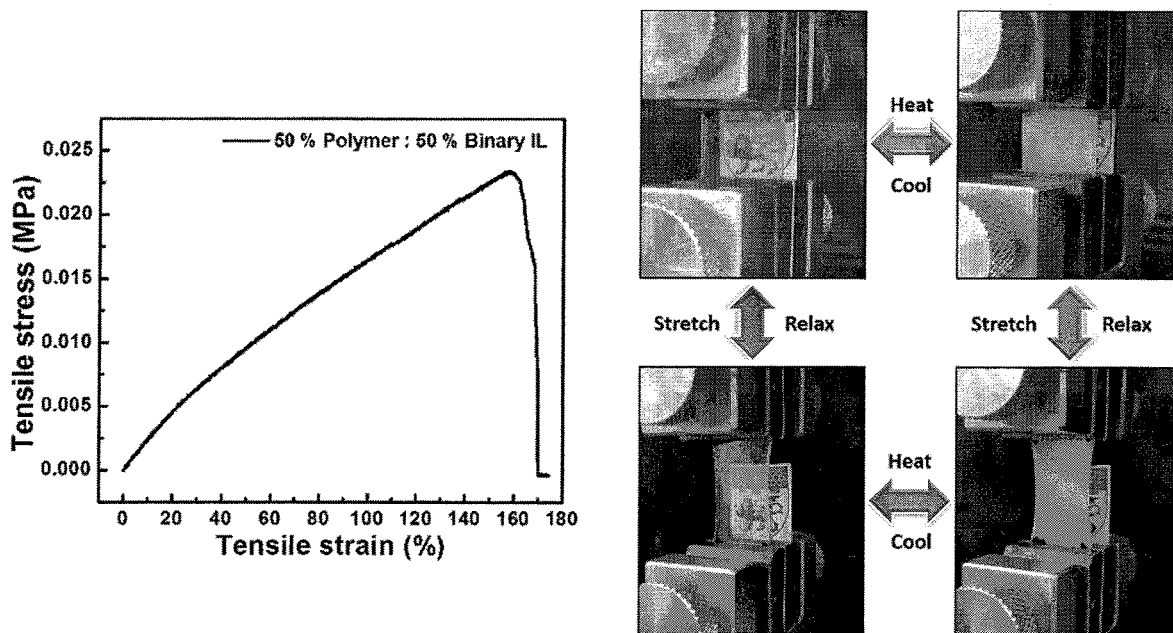 50 % Polymer : 50 % Binary IL
Tensile stress (MPa)
0.025
0.020
0.015
0.010
0.005
0.000
0 20 40 60 80 100 120 140 160 180
Tensile strain (%)
Heat
Cool
Stretch Relax
Stretch Relax
Heat
Cool